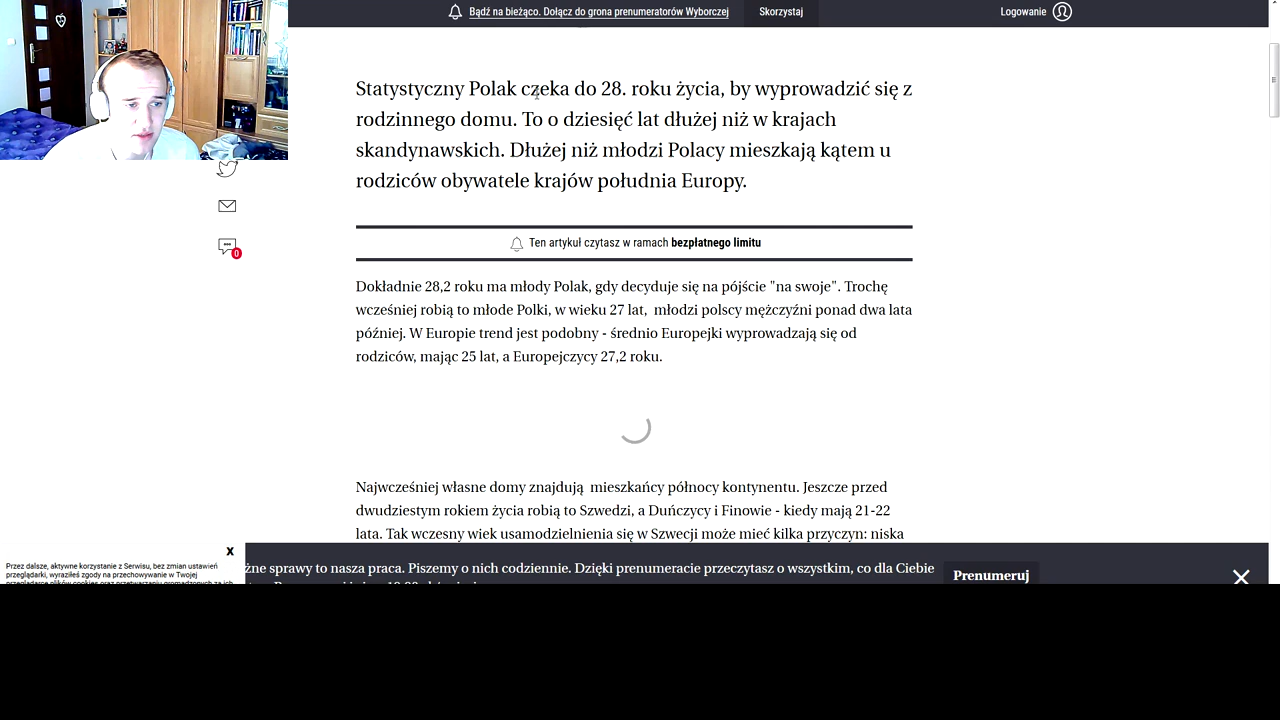 Bądź na bieżąco. Dołącz do grona prenumeratorów Wyborczej
Skorzystaj
Logowanie
Statystyczny Polak czeka do 28. roku życia, by wyprowadzić się z
rodzinnego domu. To o dziesięć lat dłużej niż w krajach
skandynawskich. Dłużej niż młodzi Polacy mieszkają kątem u
rodziców obywatele krajów południa Europy.
0
Ten artykuł czytasz w ramach bezpłatnego limitu
Dokładnie 28,2 roku ma młody Polak, gdy decyduje się na pójście "na swoje". Trochę
wcześniej robią to młode Polki, w wieku 27 lat, młodzi polscy mężczyźni ponad dwa lata
później. W Europie trend jest podobny - średnio Europejki wyprowadzają się od
rodziców, mając 25 lat, a Europejczycy 27,2 roku.
Najwcześniej własne domy znajdują mieszkańcy północy kontynentu. Jeszcze przed
dwudziestym rokiem życia robią to Szwedzi, a Duńczycy i Finowie - kiedy mają 21-22
lata. Tak wczesny wiek usamodzielnienia się w Szwecji może mieć kilka przyczyn: niska
x
Przez dalsze, aktywne korzystanie z Serwisu, bez zmian ustawień
przeglądarki, wyraziłeś zgody na przechowywanie w Twojej
żne sprawy to nasza praca. Piszemy o nich codziennie. Dzięki prenumeracie przeczytasz o wszystkim, co dla Ciebie
Prenumeruj